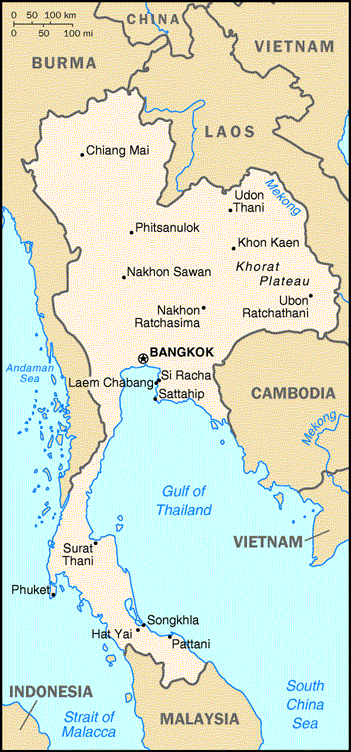 0 50 100 km
0 50 100 mi
CHINA
VIETNAM
BURMA
LAOS
Chiang Mai
Udon
Thani
Mekong
Phitsanulok
Khon Kaen
Khorat
Plateau
Nakhon Sawan
Nakhon
Ratchasima
Ubon
Ratchathani
BANGKOK
Andaman
Sea
Laem Chabang
Si Racha
Sattahip
CAMBODIA
Mekong
Gulf of
Thailand
VIETNAM
Surat
Thani
Phuket
Songkhla
Hat Yai
Pattani
INDONESIA
Strait of
Malacca
MALAYSIA
South
China
Sea